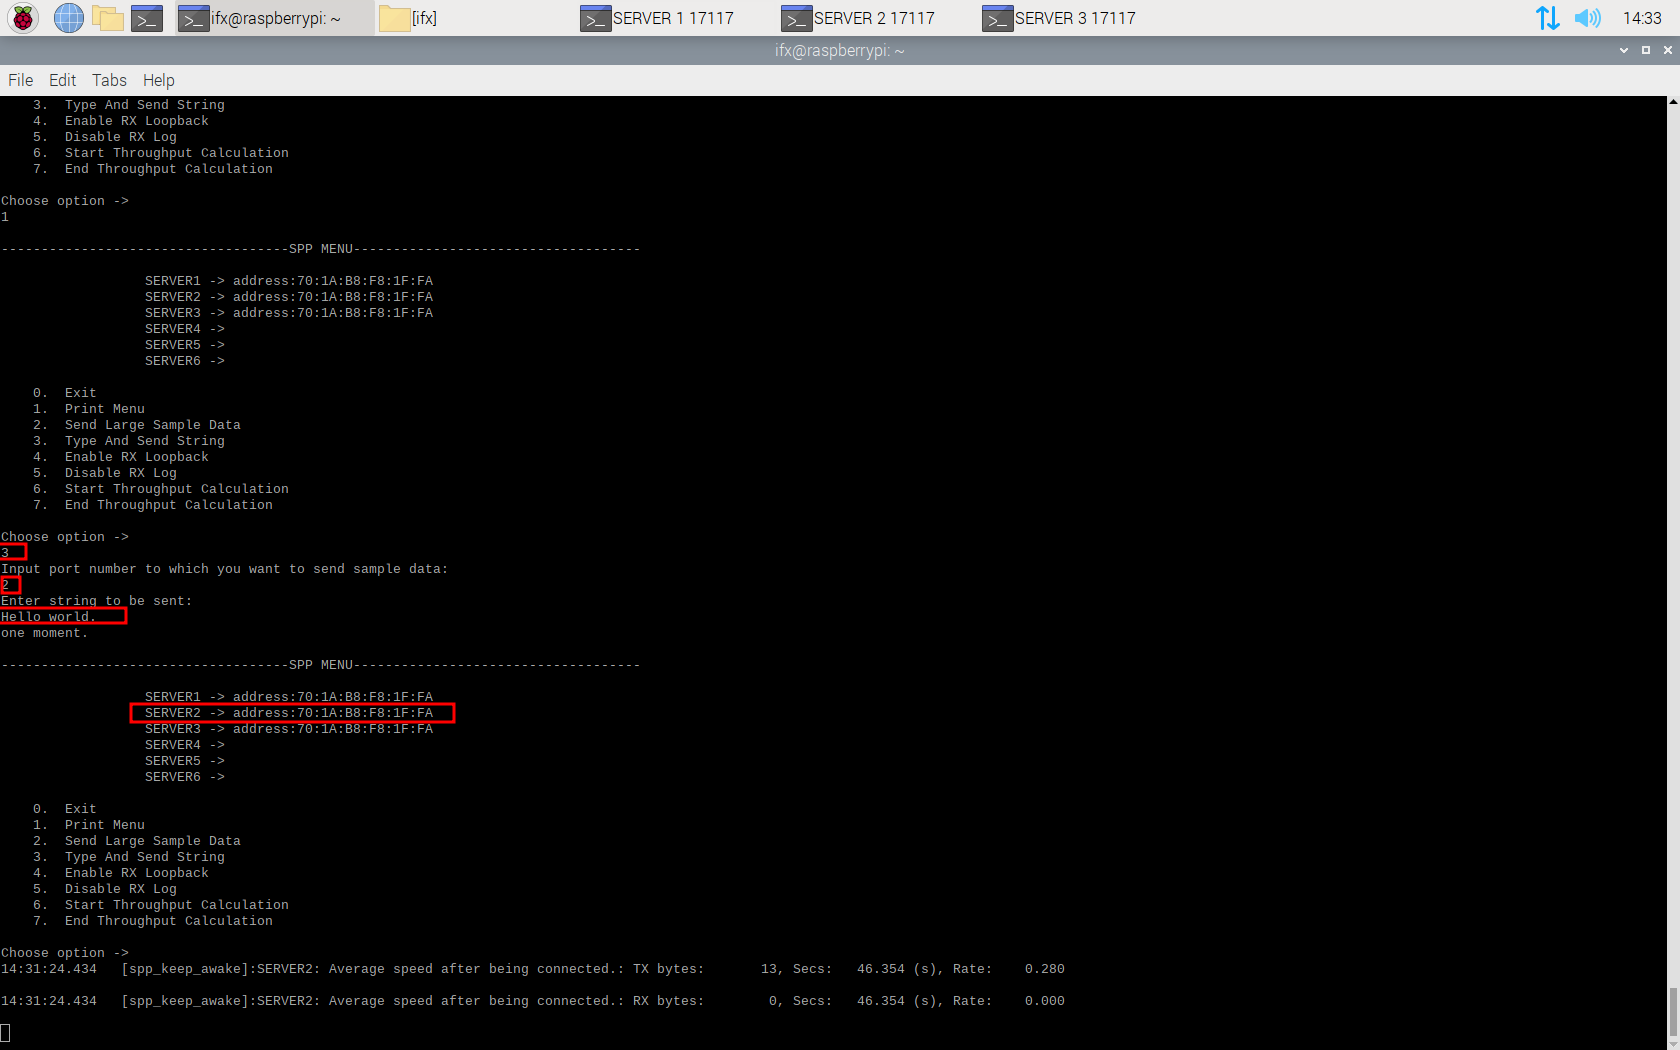 ifx@raspberrypi: ~ [ifx] SERVER 1 17117 SERVER 2 17117 SERVER 3 17117 14:33
ifx@raspberrypi: ~
File Edit Tabs Help
3. Type And Send String
4. Enable RX Loopback
5. Disable RX Log
6. Start Throughput Calculation
7. End Throughput Calculation
Choose option ->
1
------------------------------------SPP MENU------------------------------------
SERVER1 -> address:70:1A:B8:F8:1F:FA
SERVER2 -> address:70:1A:B8:F8:1F:FA
SERVER3 -> address:70:1A:B8:F8:1F:FA
SERVER4 ->
SERVER5 ->
SERVER6 ->
0. Exit
1. Print Menu
2. Send Large Sample Data
3. Type And Send String
4. Enable RX Loopback
5. Disable RX Log
6. Start Throughput Calculation
7. End Throughput Calculation
Choose option ->
3
Input port number to which you want to send sample data:
2
Enter string to be sent:
Hello world.
one moment.
------------------------------------SPP MENU------------------------------------
SERVER1 -> address:70:1A:B8:F8:1F:FA
SERVER2 -> address:70:1A:B8:F8:1F:FA
SERVER3 -> address:70:1A:B8:F8:1F:FA
SERVER4 ->
SERVER5 ->
SERVER6 ->
0. Exit
1. Print Menu
2. Send Large Sample Data
3. Type And Send String
4. Enable RX Loopback
5. Disable RX Log
6. Start Throughput Calculation
7. End Throughput Calculation
Choose option ->
14:31:24.434 [spp_keep_awake]:SERVER2: Average speed after being connected.: TX bytes: 13, Secs: 46.354 (s), Rate: 0.280
14:31:24.434 [spp_keep_awake]:SERVER2: Average speed after being connected.: RX bytes: 0, Secs: 46.354 (s), Rate: 0.000